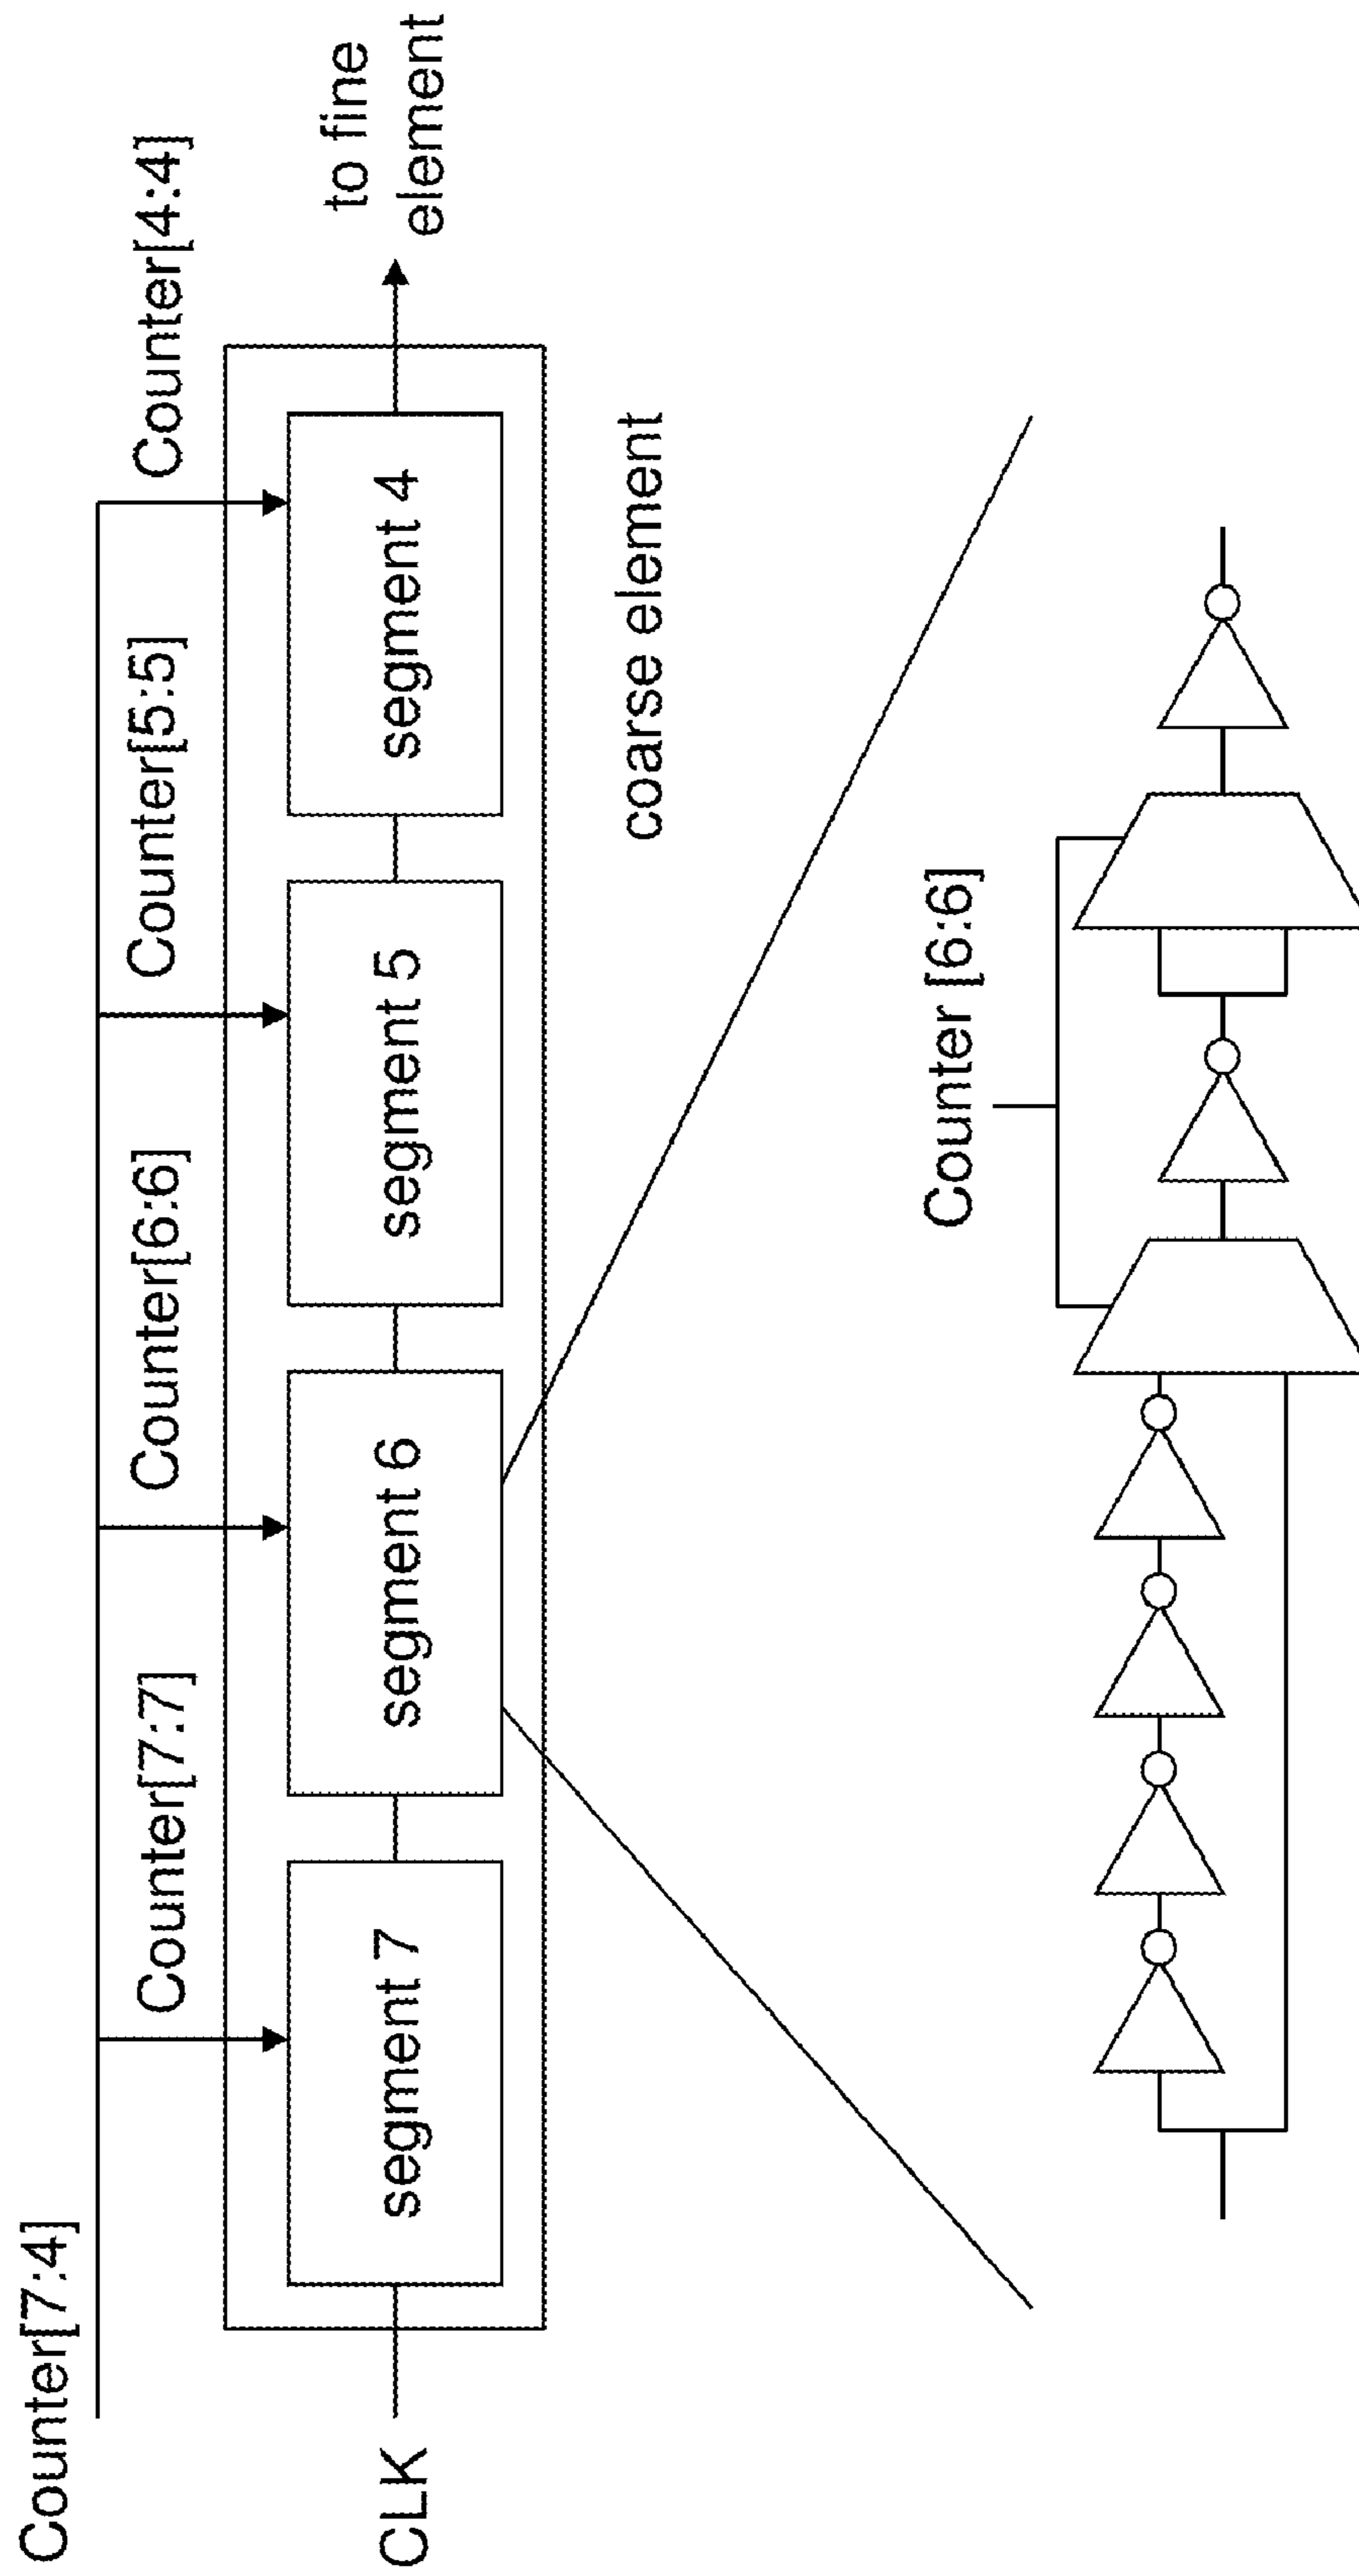 Counter[7:4]
Counter[7:7]
Counter[6:6]
Counter[5:5]
Counter[4:4]
CLK
segment 7
segment 6
segment 5
segment 4
to fine
element
coarse element
Counter [6:6]